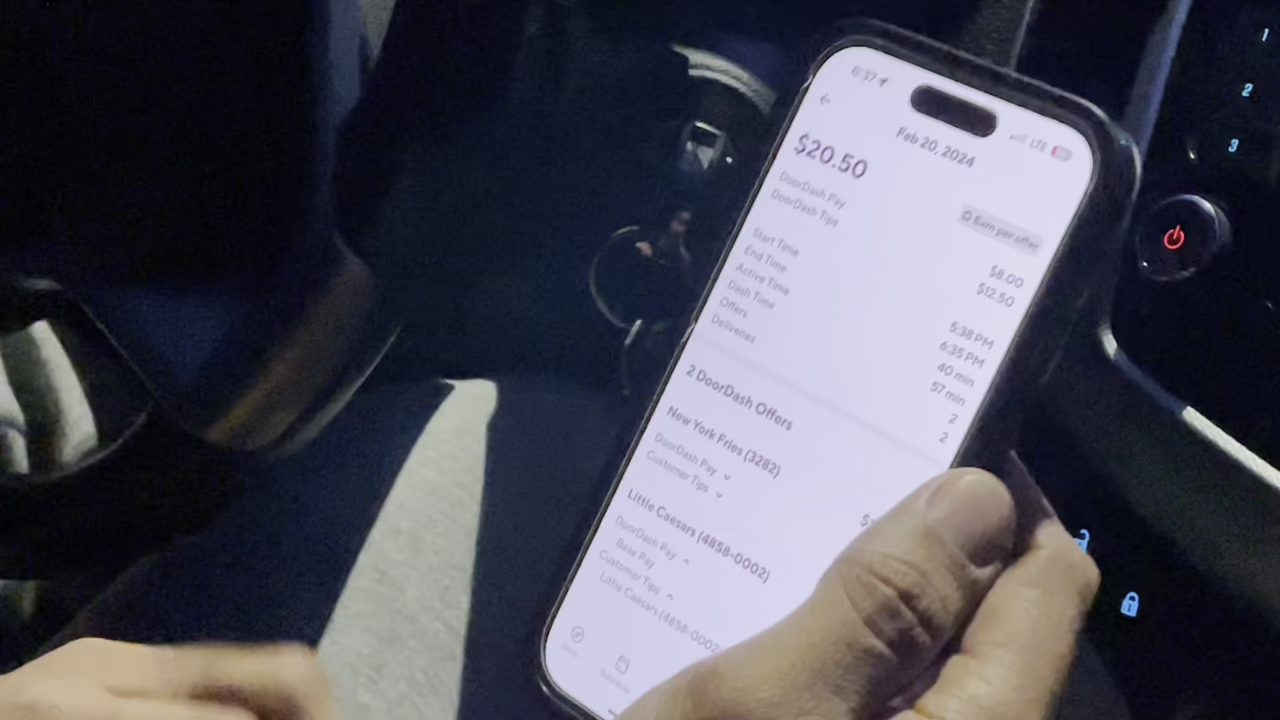 6:37
LTE
Feb 20, 2024
$20.50
Earn per offer
DoorDash Pay $8.00
DoorDash Tips $12.50
Start Time 5:38 PM
End Time 6:35 PM
Active Time 40 min
Dash Time 57 min
Offers 2
Deliveries 2
2 DoorDash Offers
New York Fries (3282)
DoorDash Pay
Customer Tips
Little Caesars (4858-0002)
DoorDash Pay
Base Pay
Customer Tips
Little Caesars (4858-0002)
1
2
3